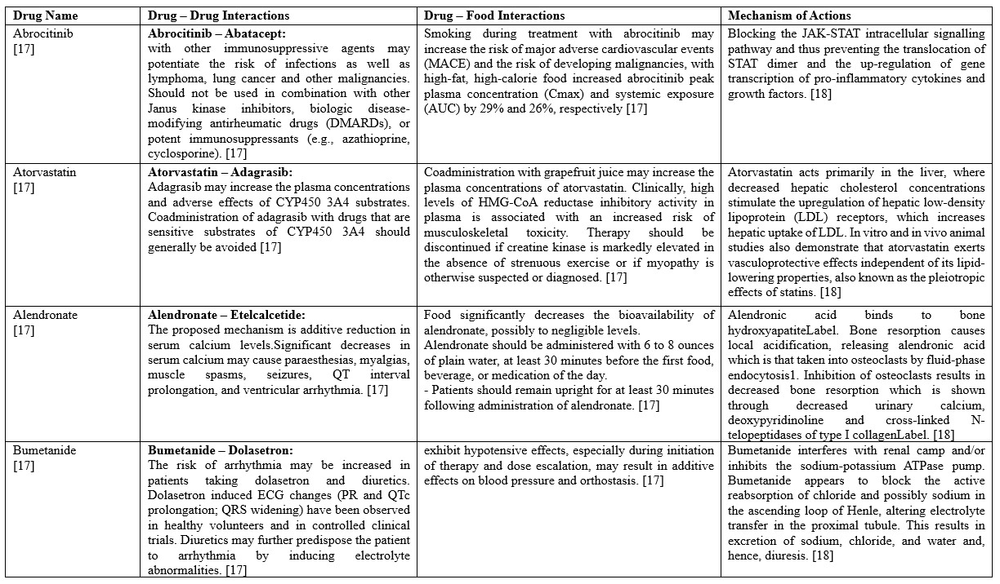 Drug Name
Drug – Drug Interactions
Drug – Food Interactions
Mechanism of Actions
Abrocitinib
[17]
Abrocitinib – Abatacept:
with other immunosuppressive agents may
potentiate the risk of infections as well as
lymphoma, lung cancer and other malignancies.
Should not be used in combination with other
Janus kinase inhibitors, biologic disease-
modifying antirheumatic drugs (DMARDs), or
potent immunosuppressants (e.g., azathioprine,
cyclosporine). [17]
Smoking during treatment with abrocitinib may
increase the risk of major adverse cardiovascular events
(MACE) and the risk of developing malignancies, with
high-fat, high-calorie food increased abrocitinib peak
plasma concentration (Cmax) and systemic exposure
(AUC) by 29% and 26%, respectively [17]
Blocking the JAK-STAT intracellular signalling
pathway and thus preventing the translocation of
STAT dimer and the up-regulation of gene
transcription of pro-inflammatory cytokines and
growth factors. [18]
Atorvastatin
[17]
Atorvastatin – Adagrasib:
Adagrasib may increase the plasma concentrations
and adverse effects of CYP450 3A4 substrates.
Coadministration of adagrasib with drugs that are
sensitive substrates of CYP450 3A4 should
generally be avoided [17]
Coadministration with grapefruit juice may increase the
plasma concentrations of atorvastatin. Clinically, high
levels of HMG-CoA reductase inhibitory activity in
plasma is associated with an increased risk of
musculoskeletal toxicity. Therapy should be
discontinued if creatine kinase is markedly elevated in
the absence of strenuous exercise or if myopathy is
otherwise suspected or diagnosed. [17]
Atorvastatin acts primarily in the liver, where
decreased hepatic cholesterol concentrations
stimulate the upregulation of hepatic low-density
lipoprotein (LDL) receptors, which increases
hepatic uptake of LDL. In vitro and in vivo animal
studies also demonstrate that atorvastatin exerts
vasculoprotective effects independent of its lipid-
lowering properties, also known as the pleiotropic
effects of statins. [18]
Alendronate
[17]
Alendronate – Etelcalcetide:
The proposed mechanism is additive reduction in
serum calcium levels.Significant decreases in
serum calcium may cause paraesthesias, myalgias,
muscle spasms, seizures, QT interval
prolongation, and ventricular arrhythmia. [17]
Food significantly decreases the bioavailability of
alendronate, possibly to negligible levels.
Alendronate should be administered with 6 to 8 ounces
of plain water, at least 30 minutes before the first food,
beverage, or medication of the day.
- Patients should remain upright for at least 30 minutes
following administration of alendronate. [17]
Alendronic acid binds to bone
hydroxyapatiteLabel. Bone resorption causes
local acidification, releasing alendronic acid
which is that taken into osteoclasts by fluid-phase
endocytosis1. Inhibition of osteoclasts results in
decreased bone resorption which is shown
through decreased urinary calcium,
deoxypyridinoline and cross-linked N-
telopeptidases of type I collagenLabel. [18]
Bumetanide
[17]
Bumetanide – Dolasetron:
The risk of arrhythmia may be increased in
patients taking dolasetron and diuretics.
Dolasetron induced ECG changes (PR and QTc
prolongation; QRS widening) have been observed
in healthy volunteers and in controlled clinical
trials. Diuretics may further predispose the patient
to arrhythmia by inducing electrolyte
abnormalities. [17]
exhibit hypotensive effects, especially during initiation
of therapy and dose escalation, may result in additive
effects on blood pressure and orthostasis. [17]
Bumetanide interferes with renal camp and/or
inhibits the sodium-potassium ATPase pump.
Bumetanide appears to block the active
reabsorption of chloride and possibly sodium in
the ascending loop of Henle, altering electrolyte
transfer in the proximal tubule. This results in
excretion of sodium, chloride, and water and,
hence, diuresis. [18]